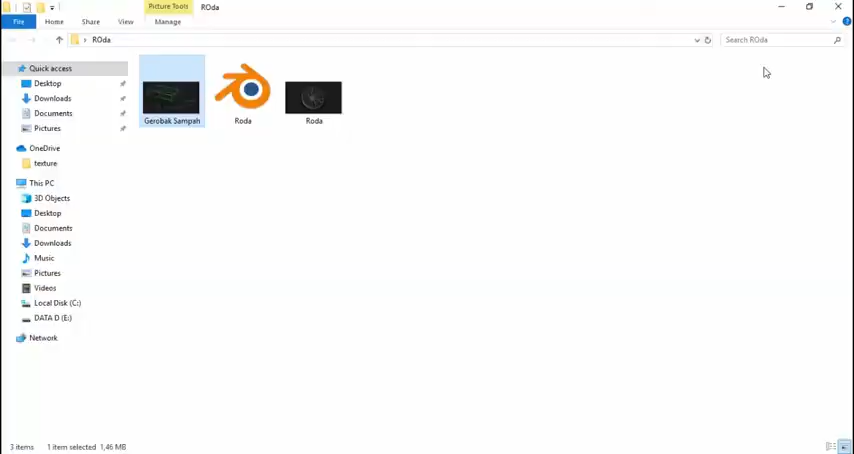 Picture Tools
ROda
File
Home
Share
View
Manage
ROda
Search ROda
Quick access
Desktop
Downloads
Documents
Pictures
OneDrive
texture
This PC
3D Objects
Desktop
Documents
Downloads
Music
Pictures
Videos
Local Disk (C:)
DATA D (E:)
Network
Gerobak Sampah
Roda
Roda
3 items
1 item selected 1,46 MB